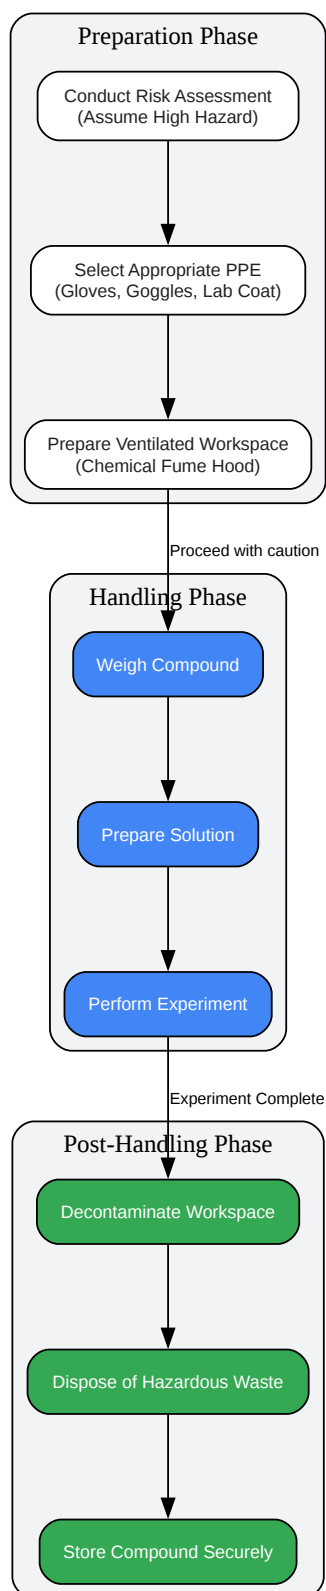 Preparation Phase
Conduct Risk Assessment
(Assume High Hazard)
Select Appropriate PPE
(Gloves, Goggles, Lab Coat)
Prepare Ventilated Workspace
(Chemical Fume Hood)
Proceed with caution
Handling Phase
Weigh Compound
Prepare Solution
Perform Experiment
Experiment Complete
Post-Handling Phase
Decontaminate Workspace
Dispose of Hazardous Waste
Store Compound Securely